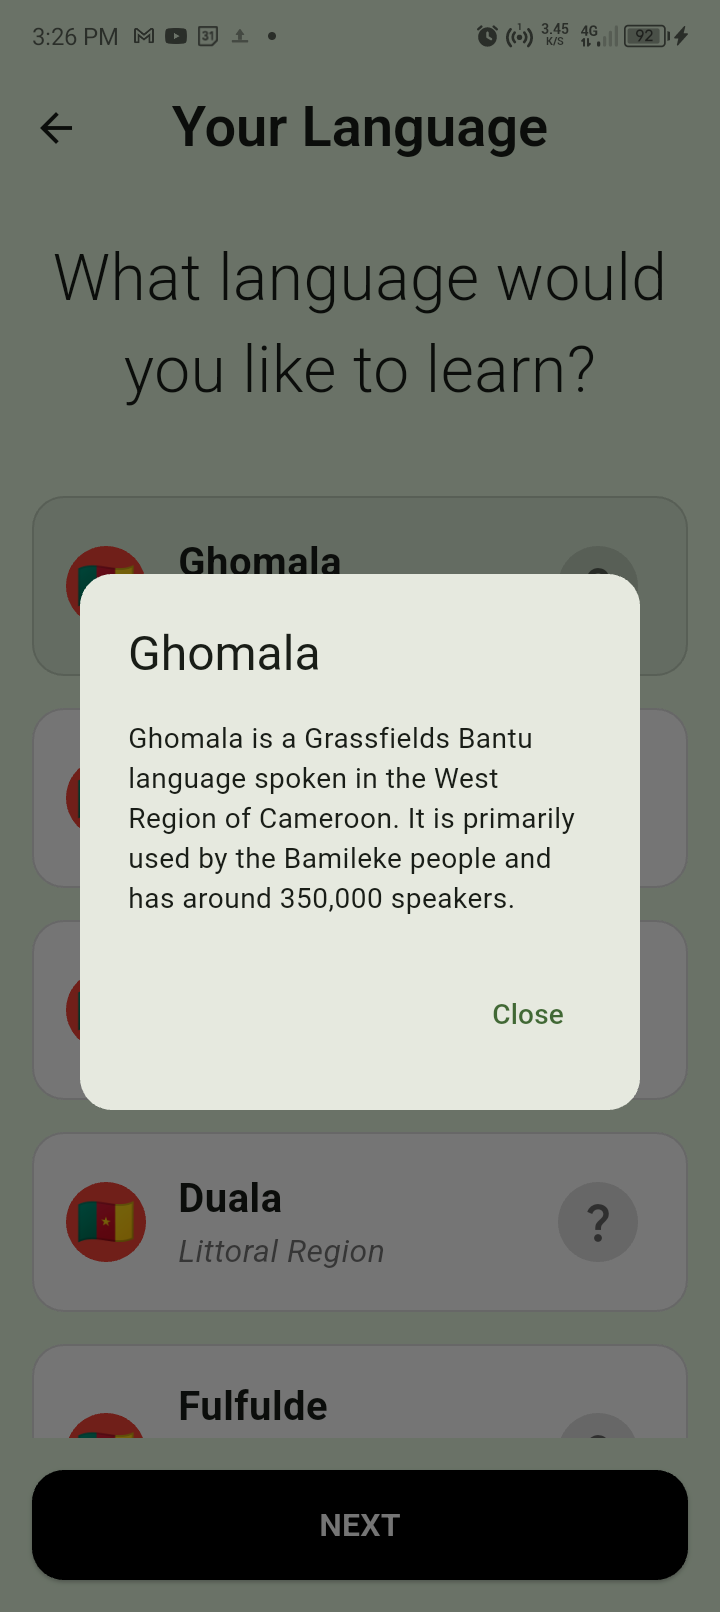 3:26 PM 31 1 3.45 K/S 4G 92
Your Language
What language would
you like to learn?
Ghomala
Ghomala
Ghomala is a Grassfields Bantu
language spoken in the West
Region of Cameroon. It is primarily
used by the Bamileke people and
has around 350,000 speakers.
Close
Duala
?
Littoral Region
Fulfulde
NEXT